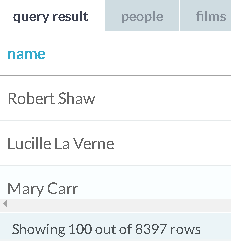 query result people films
name
Robert Shaw
Lucille La Verne
Mary Carr
Showing 100 out of 8397 rows